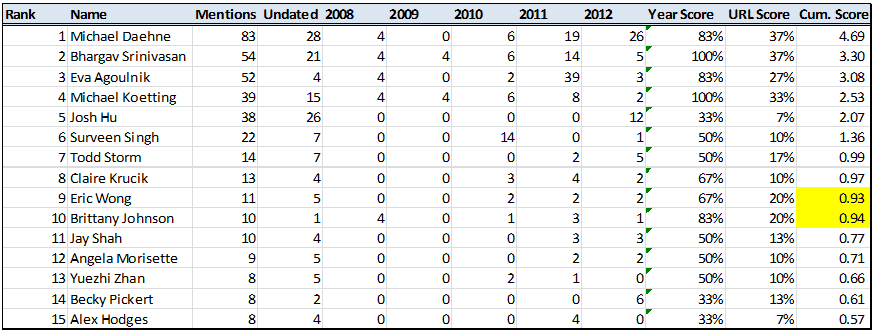 Rank Name Mentions Undated 2008 2009 2010 2011 2012 Year Score URL Score Cum. Score
1 Michael Daehne 83 28 4 0 6 19 26 83% 37% 4.69
2 Bhargav Srinivasan 54 21 4 4 6 14 5 100% 37% 3.30
3 Eva Agoulnik 52 4 4 0 2 39 3 83% 27% 3.08
4 Michael Koetting 39 15 4 4 6 8 2 100% 33% 2.53
5 Josh Hu 38 26 0 0 0 0 12 33% 7% 2.07
6 Surveen Singh 22 7 0 0 14 0 1 50% 10% 1.36
7 Todd Storm 14 7 0 0 0 2 5 50% 17% 0.99
8 Claire Krucik 13 4 0 0 3 4 2 67% 10% 0.97
9 Eric Wong 11 5 0 0 2 2 2 67% 20% 0.93
10 Brittany Johnson 10 1 4 0 1 3 1 83% 20% 0.94
11 Jay Shah 10 4 0 0 0 3 3 50% 13% 0.77
12 Angela Morisette 9 5 0 0 0 2 2 50% 10% 0.71
13 Yuezhi Zhan 8 5 0 0 2 1 0 50% 10% 0.66
14 Becky Pickert 8 2 0 0 0 0 6 33% 13% 0.61
15 Alex Hodges 8 4 0 0 0 4 0 33% 7% 0.57